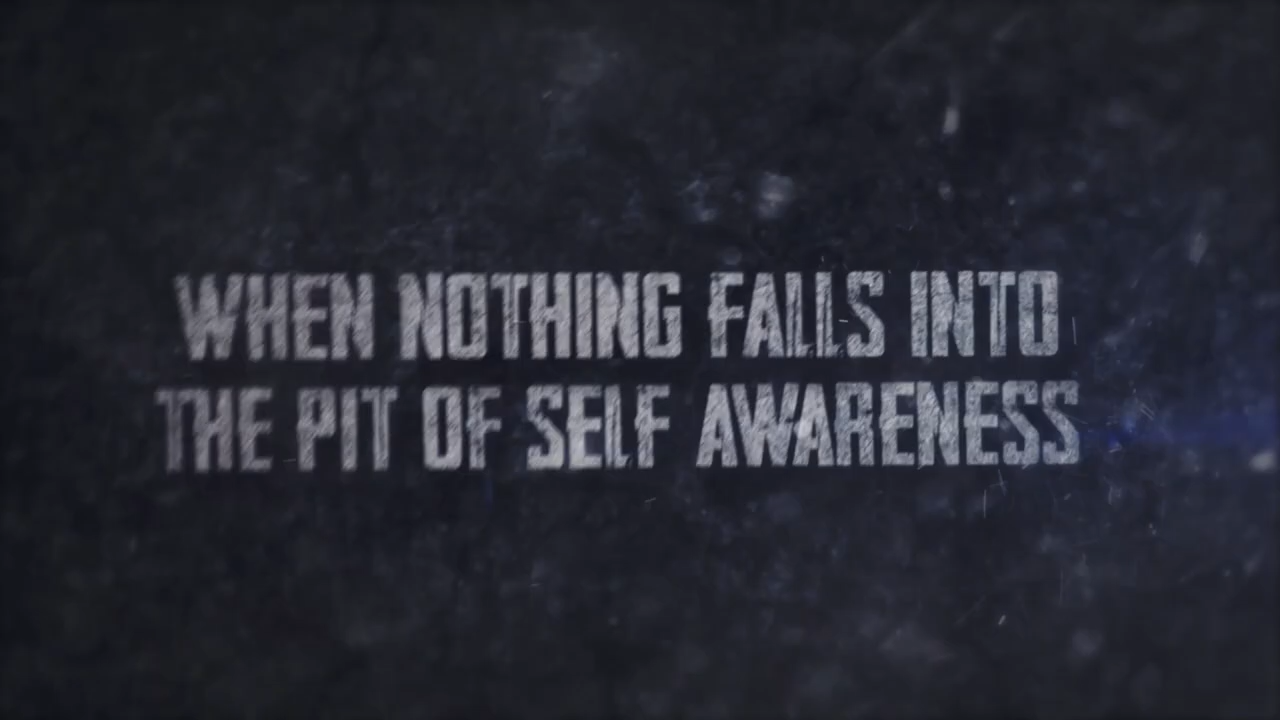 WHEN NOTHING FALLS INTO
THE PIT OF SELF AWARENESS